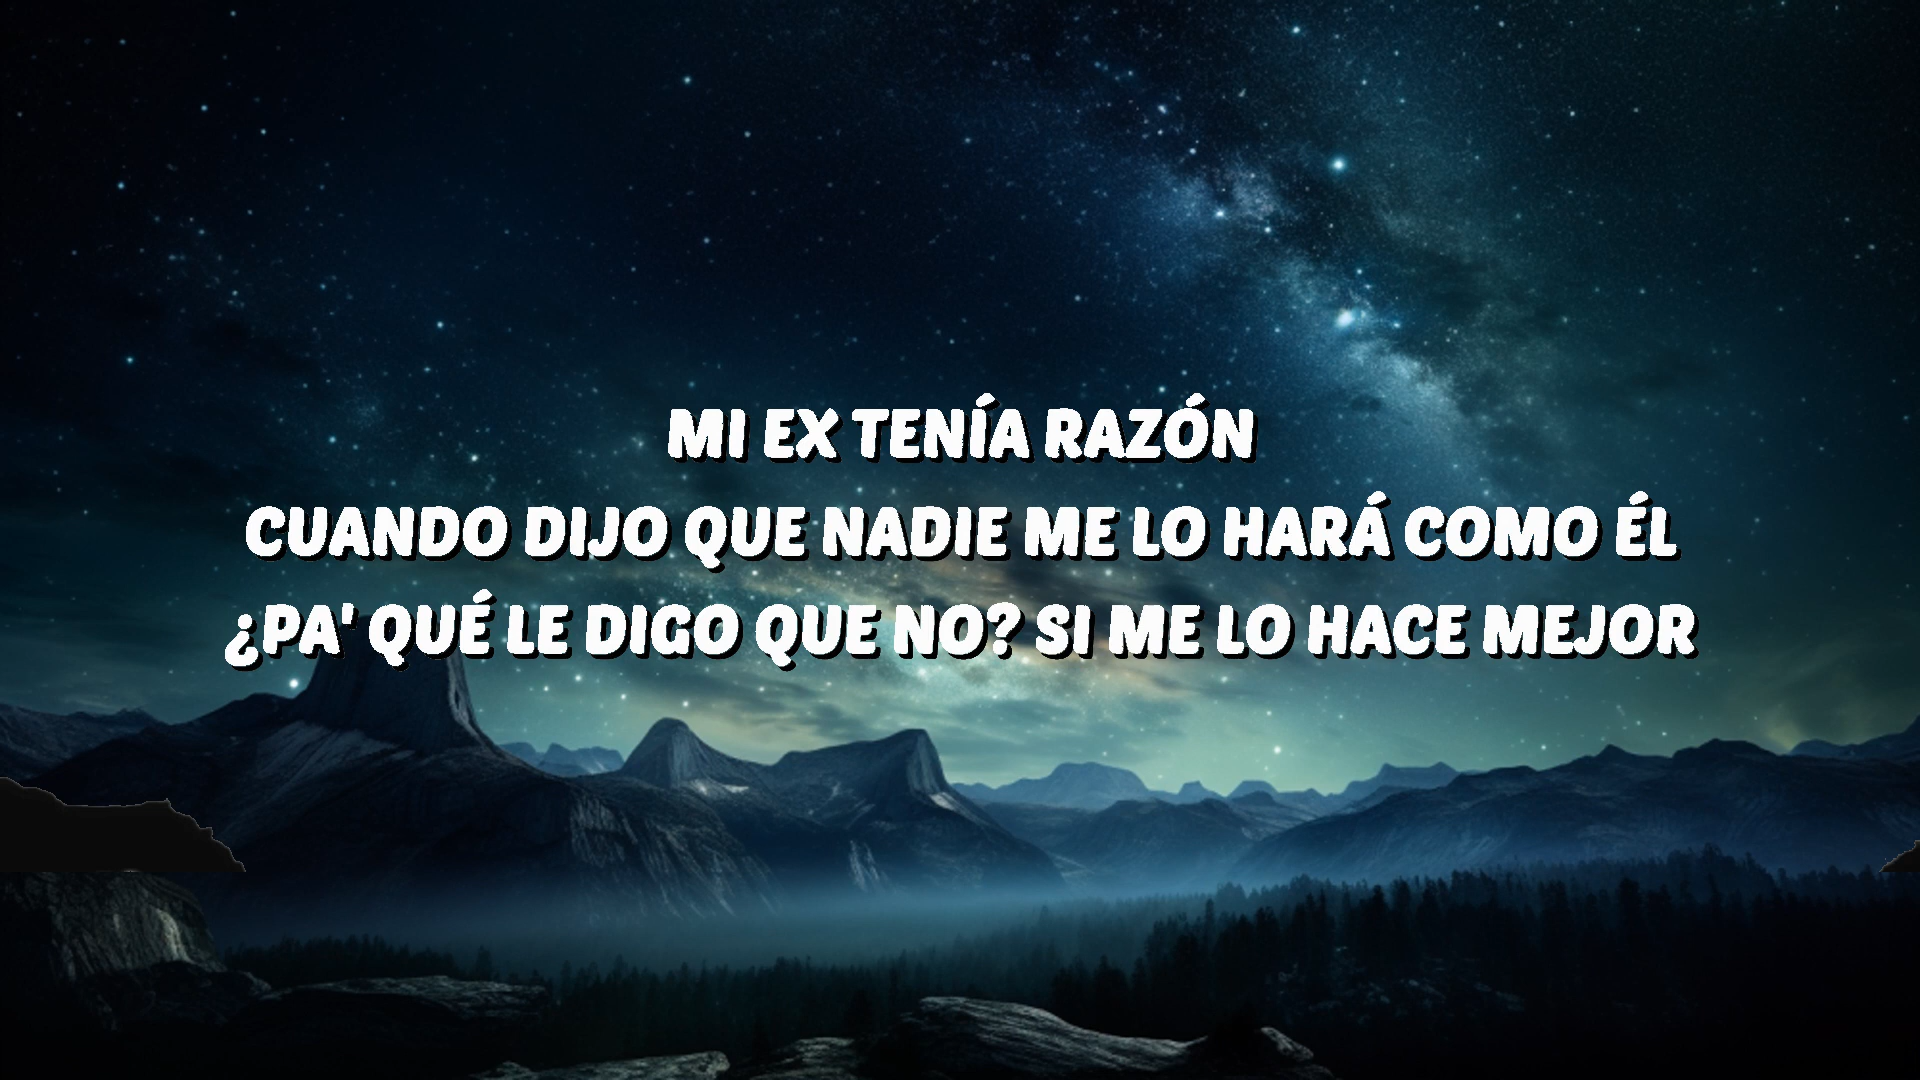 MI EX TENÍA RAZÓN
CUANDO DIJO QUE NADIE ME LO HARÁ COMO ÉL
¿PA' QUÉ LE DIGO QUE NO? SI ME LO HACE MEJOR